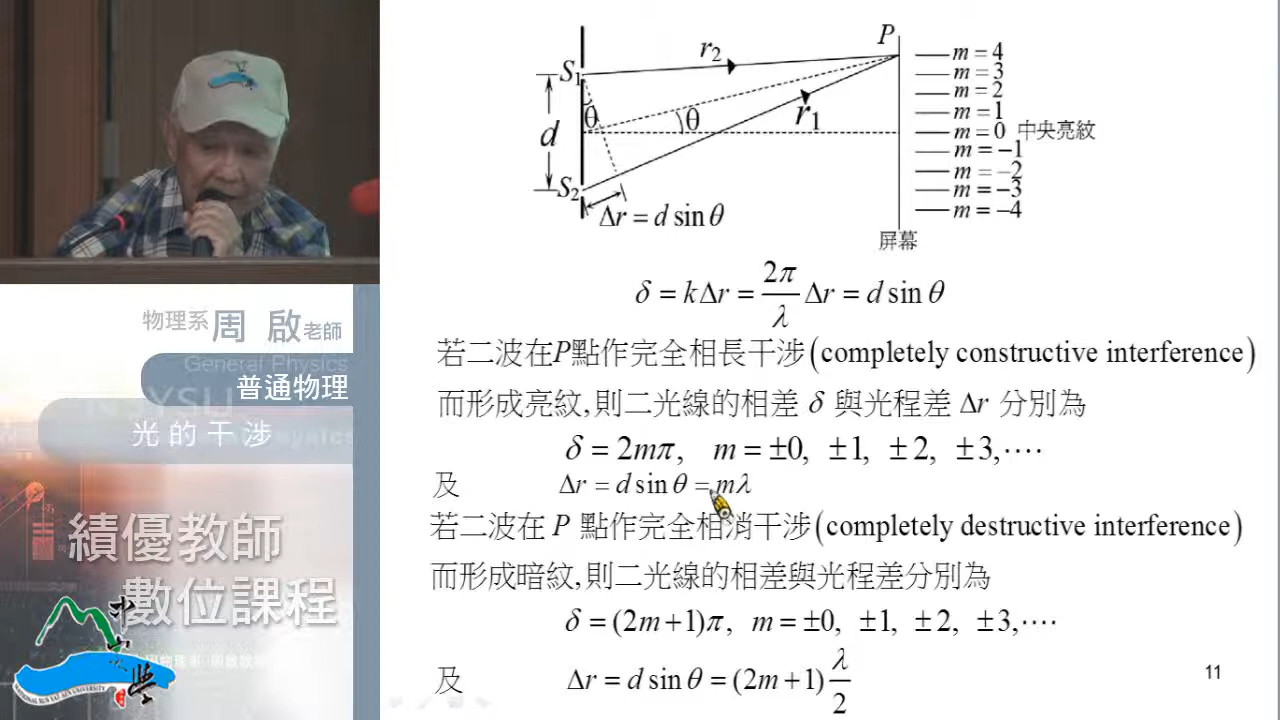 P
r₂
S₁
θ
θ
r₁
d
S₂
Δr = d sin θ
m = 4
m = 3
m = 2
m = 1
m = 0 中央亮紋
m = −1
m = −2
m = −3
m = −4
屏幕
δ = kΔr = 2π/λ Δr = d sin θ
若二波在P點作完全相長干涉(completely constructive interference)
而形成亮紋,則二光線的相差 δ 與光程差 Δr 分別為
δ = 2mπ, m = ±0, ±1, ±2, ±3,····
及 Δr = d sin θ = mλ
若二波在 P 點作完全相消干涉(completely destructive interference)
而形成暗紋,則二光線的相差與光程差分別為
δ = (2m+1)π, m = ±0, ±1, ±2, ±3,····
及 Δr = d sin θ = (2m+1) λ/2
11
物理系 周 啟 老師
General Physics
普通物理
光的干涉
績優教師
數位課程